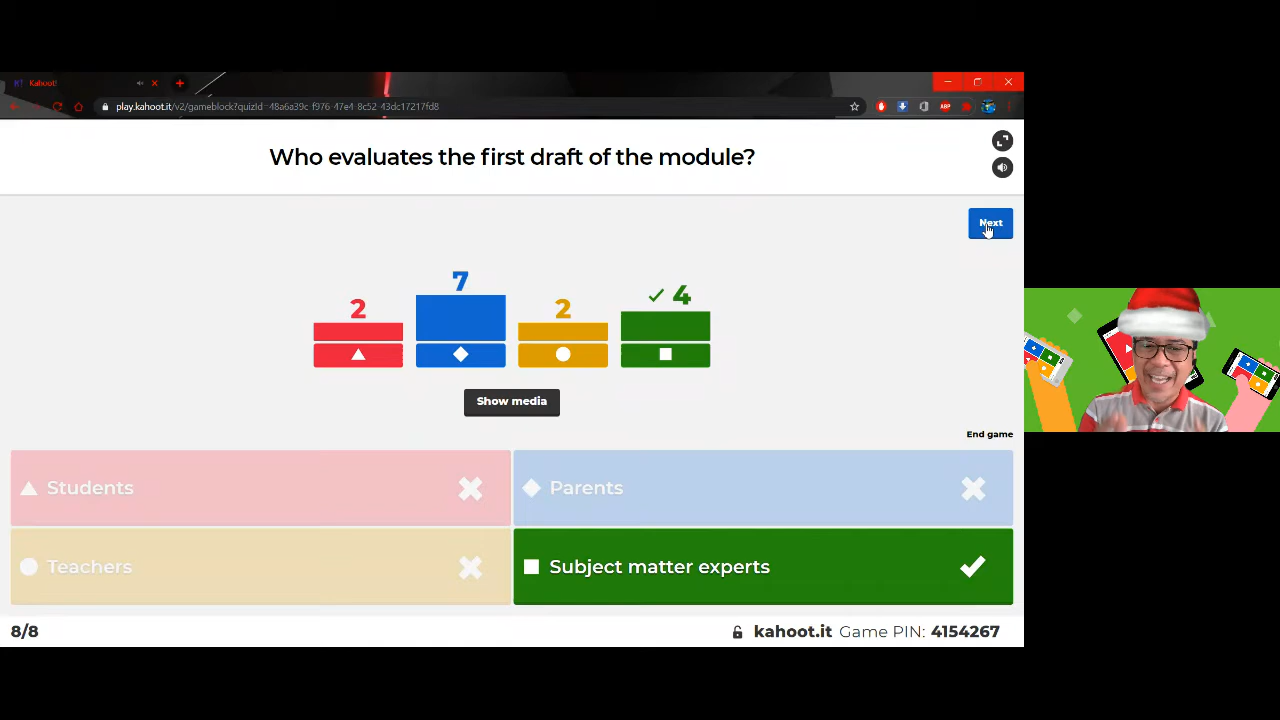 Kahoot!
play.kahoot.it/v2/gameblock?quizId=48a6a39c-f976-47e4-8c52-43dc17217fd8
ABP
Who evaluates the first draft of the module?
Next
2
7
2
4
Show media
End game
Students
Parents
Teachers
Subject matter experts
8/8
kahoot.it Game PIN: 4154267